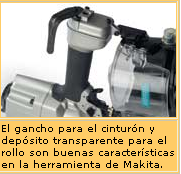 El gancho para el cinturón y
depósito transparente para el
rollo son buenas características
en la herramienta de Makita.